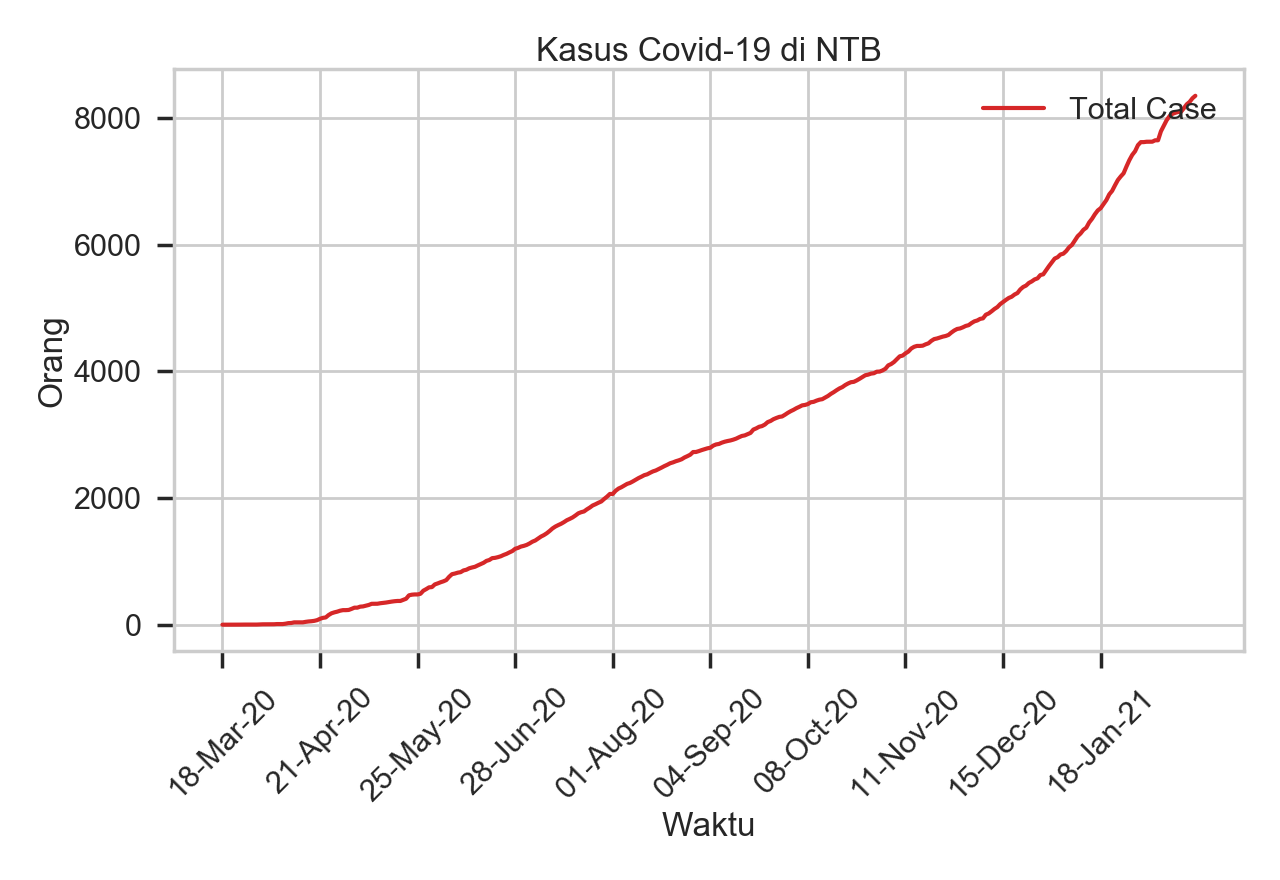 Kasus Covid-19 di NTB
Total Case
8000
6000
4000
2000
0
Orang
18-Mar-20
21-Apr-20
25-May-20
28-Jun-20
01-Aug-20
04-Sep-20
08-Oct-20
11-Nov-20
15-Dec-20
18-Jan-21
Waktu